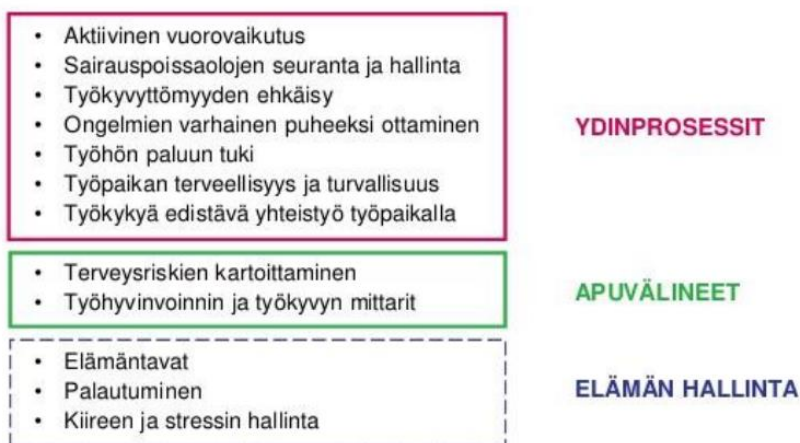 • Aktiivinen vuorovaikutus
• Sairauspoissaolojen seuranta ja hallinta
• Työkyvyttömyyden ehkäisy
• Ongelmien varhainen puheeksi ottaminen
• Työhön paluun tuki
• Työpaikan terveellisyys ja turvallisuus
• Työkykyä edistävä yhteistyö työpaikalla
YDINPROSESSIT
• Terveysriskien kartoittaminen
• Työhyvinvoinnin ja työkyvyn mittarit
APUVÄLINEET
• Elämäntavat
• Palautuminen
• Kiireen ja stressin hallinta
ELÄMÄN HALLINTA